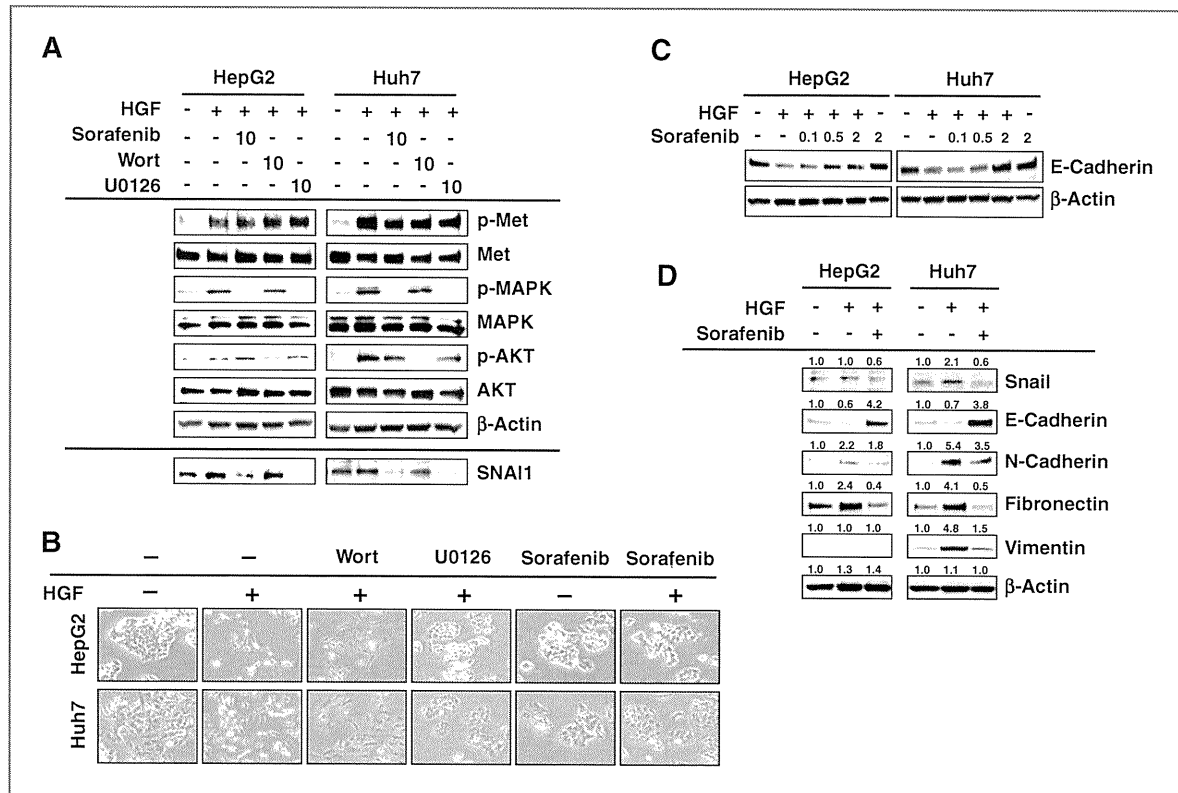 A
HepG2 Huh7
HGF - + + + + - + + + +
Sorafenib - - 10 - - - - 10 - -
Wort - - - 10 - - - - 10 -
U0126 - - - - 10 - - - - 10
p-Met
Met
p-MAPK
MAPK
p-AKT
AKT
β-Actin
SNAI1
B
– – Wort U0126 Sorafenib Sorafenib
HGF – + + + – +
HepG2
Huh7
C
HepG2 Huh7
HGF - + + + + - - + + + + -
Sorafenib - - 0.1 0.5 2 2 - - 0.1 0.5 2 2
E-Cadherin
β-Actin
D
HepG2 Huh7
HGF - + + - + +
Sorafenib - - + - - +
1.0 1.0 0.6 1.0 2.1 0.6
Snail
1.0 0.6 4.2 1.0 0.7 3.8
E-Cadherin
1.0 2.2 1.8 1.0 5.4 3.5
N-Cadherin
1.0 2.4 0.4 1.0 4.1 0.5
Fibronectin
1.0 1.0 1.0 1.0 4.8 1.5
Vimentin
1.0 1.3 1.4 1.0 1.1 1.0
β-Actin